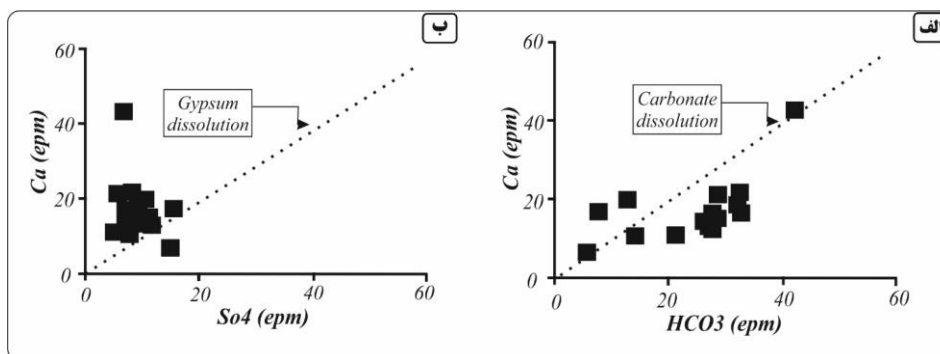 ب
60
40
20
0
Ca (epm)
Gypsum
dissolution
0
20
40
60
So4 (epm)
الف
60
40
20
0
Ca (epm)
Carbonate
dissolution
0
20
40
60
HCO3 (epm)